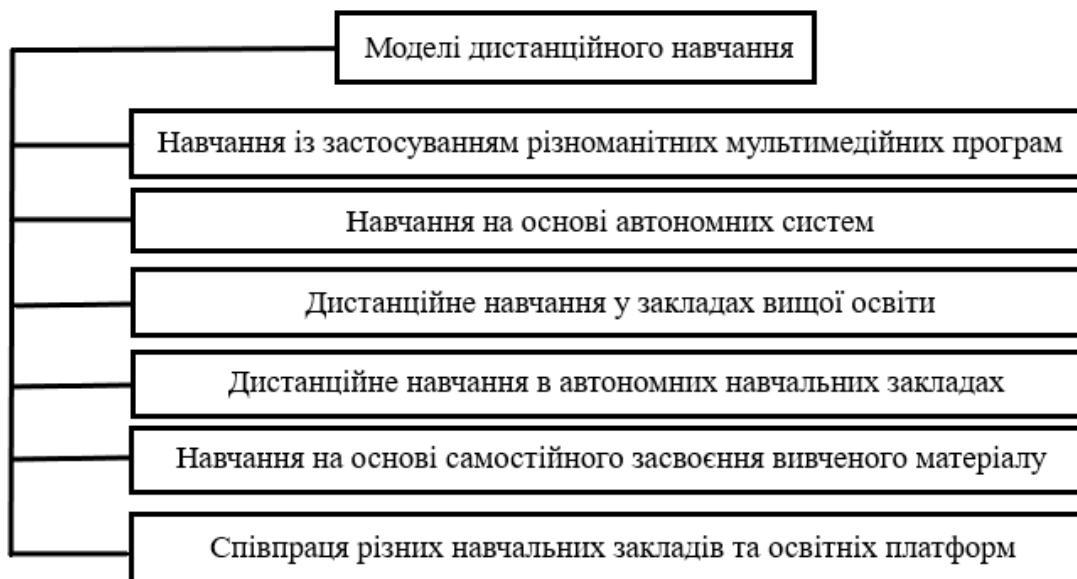 Моделі дистанційного навчання
Навчання із застосуванням різноманітних мультимедійних програм
Навчання на основі автономних систем
Дистанційне навчання у закладах вищої освіти
Дистанційне навчання в автономних навчальних закладах
Навчання на основі самостійного засвоєння вивченого матеріалу
Співпраця різних навчальних закладів та освітніх платформ